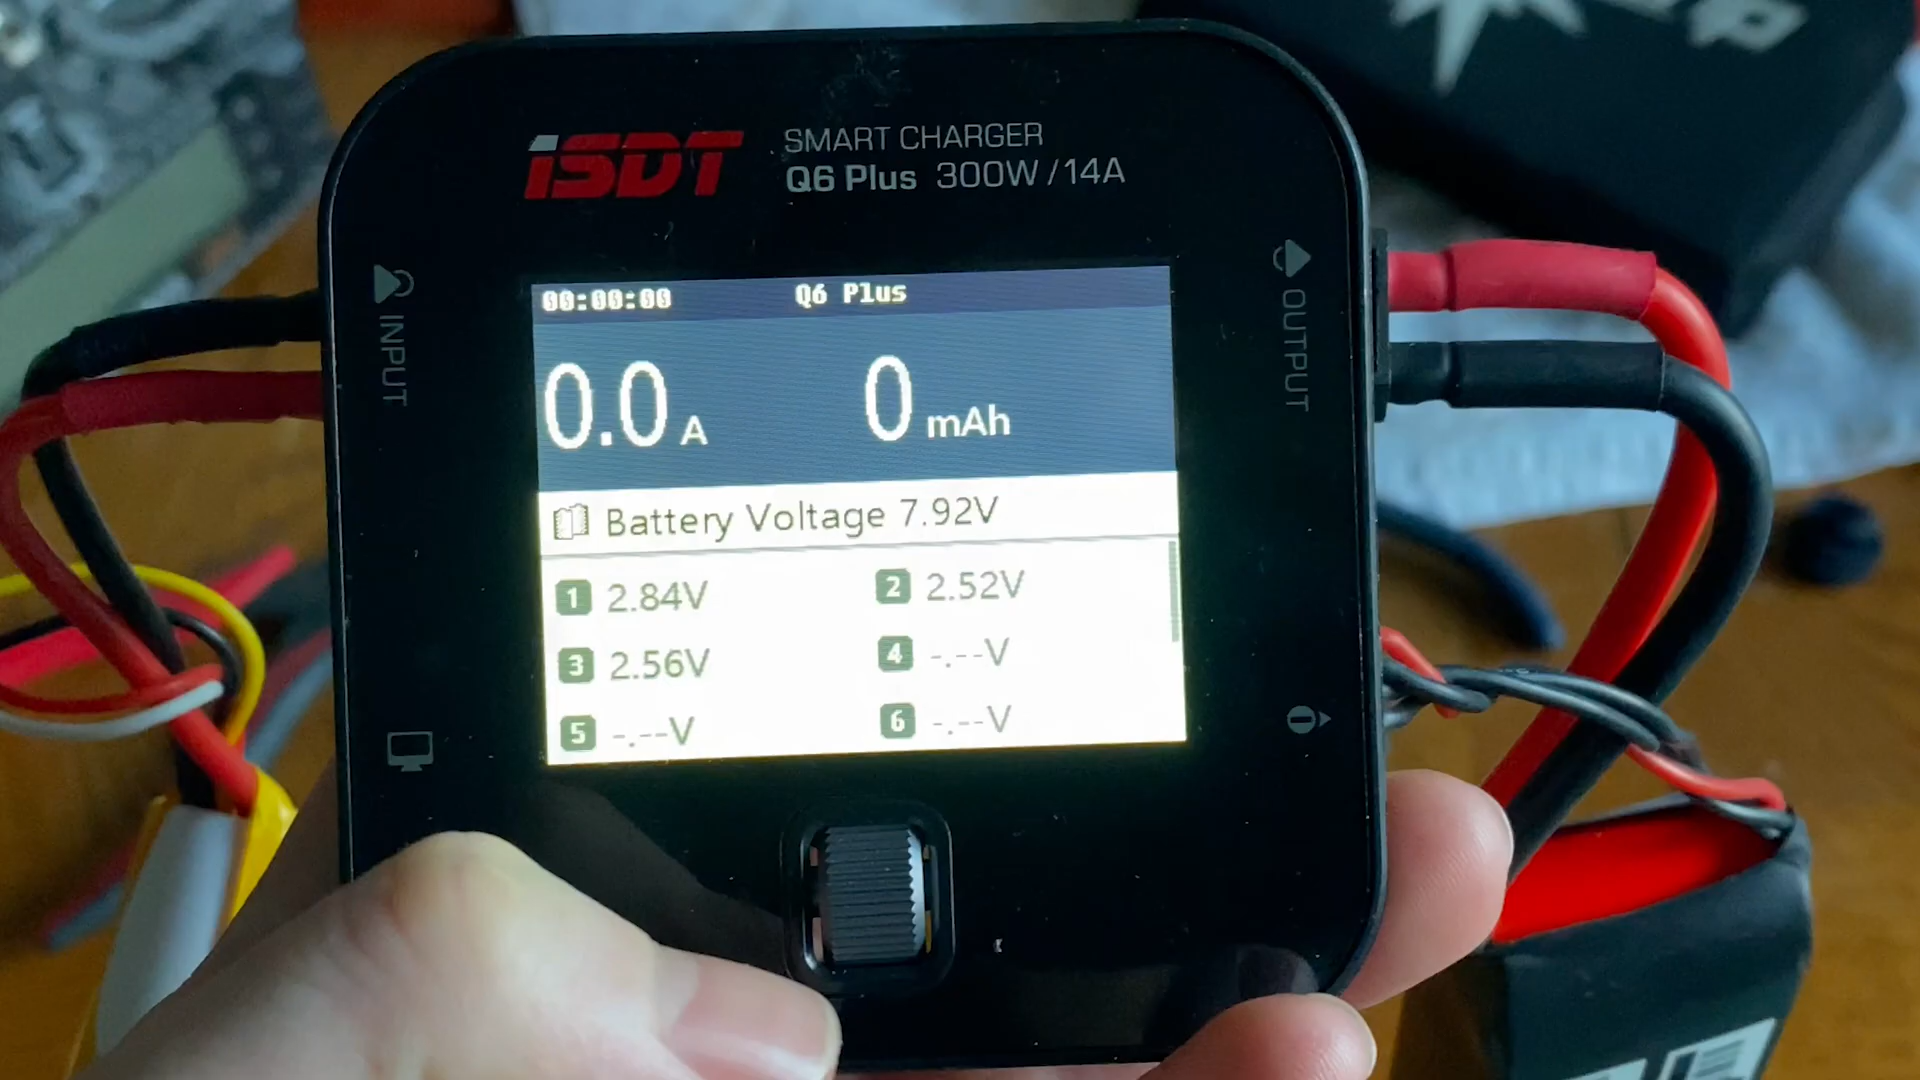 iSDT
SMART CHARGER
Q6 Plus 300W/14A
INPUT
OUTPUT
00:00:00 Q6 Plus
0.0 A 0 mAh
Battery Voltage 7.92V
1 2.84V 2 2.52V
3 2.56V 4 -.--V
5 -.--V 6 -.--V